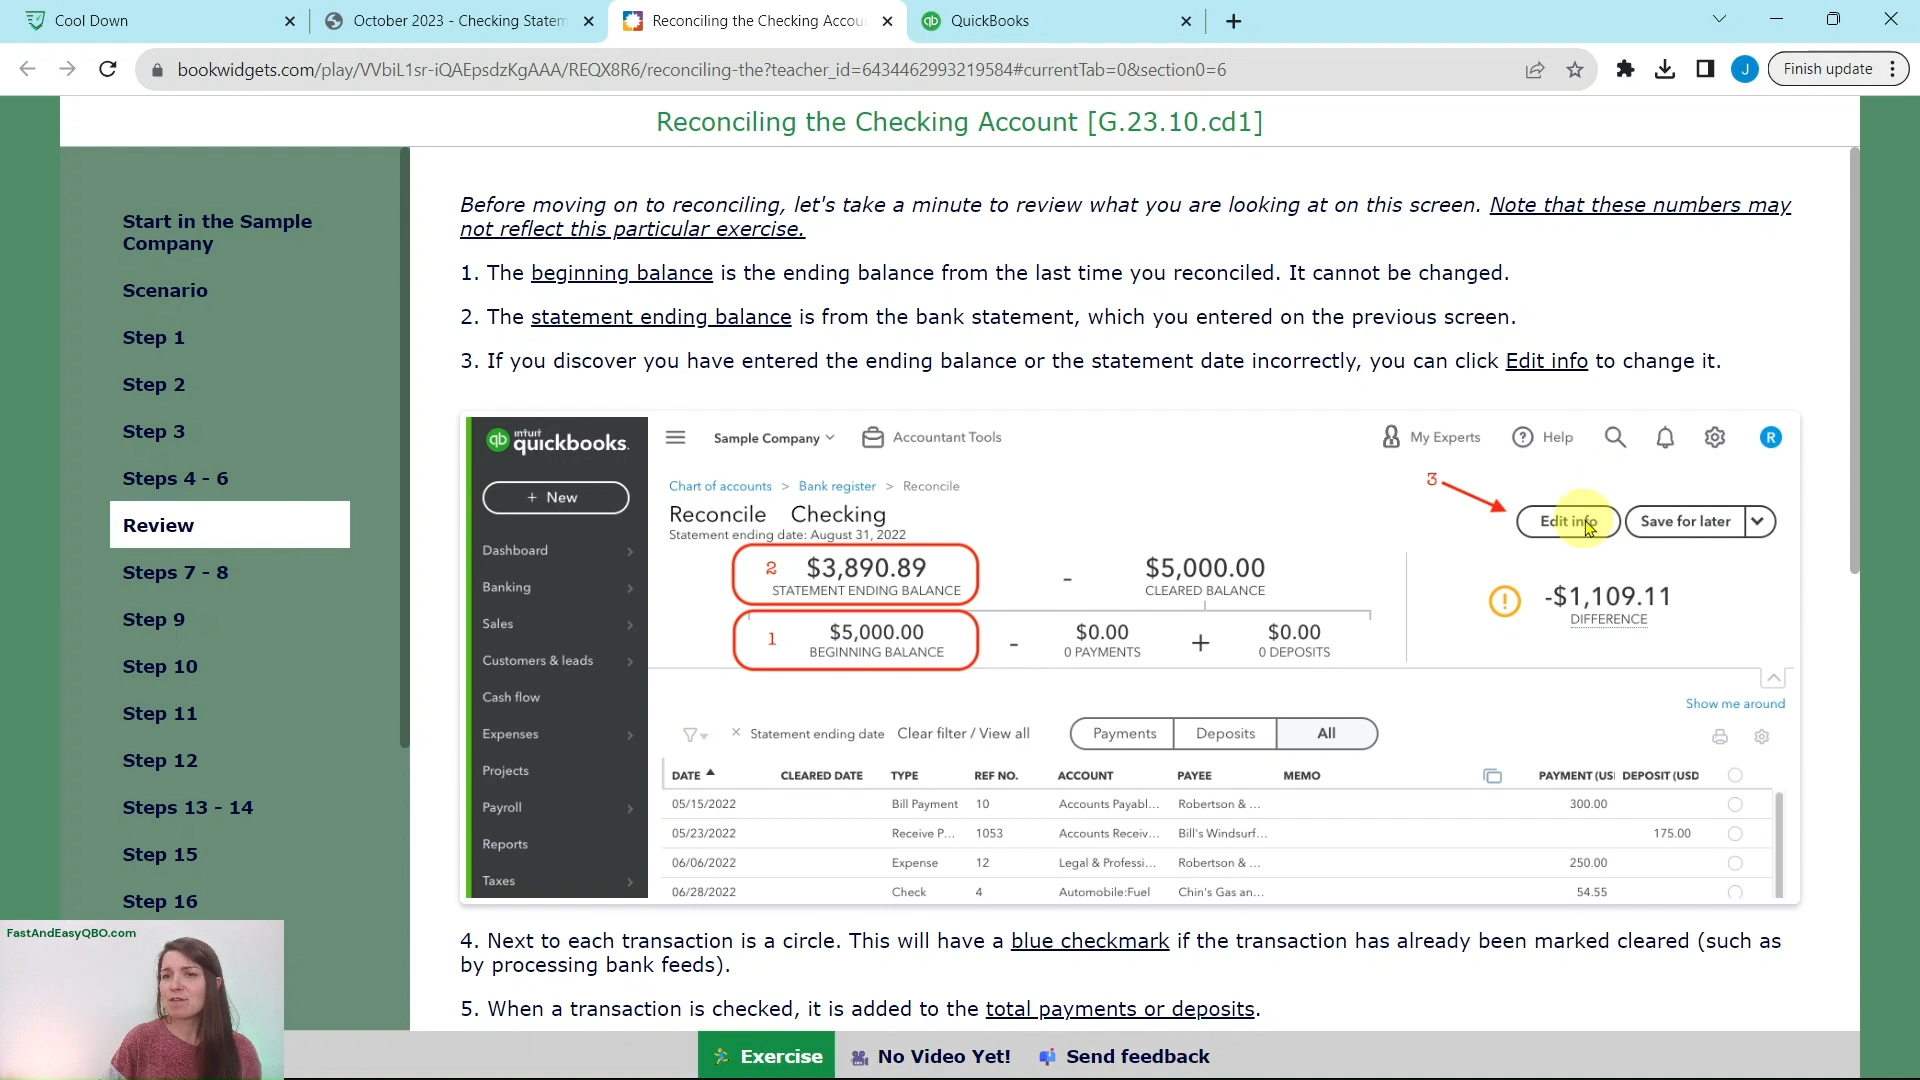 Cool Down
October 2023 - Checking Statem
Reconciling the Checking Accou
QuickBooks
bookwidgets.com/play/VVbiL1sr-iQAEpsdzKgAAA/REQX8R6/reconciling-the?teacher_id=6434462993219584#currentTab=0&section0=6
J
Finish update
Reconciling the Checking Account [G.23.10.cd1]
Start in the Sample
Company
Scenario
Step 1
Step 2
Step 3
Steps 4 - 6
Review
Steps 7 - 8
Step 9
Step 10
Step 11
Step 12
Steps 13 - 14
Step 15
Step 16
FastAndEasyQBO.com
Before moving on to reconciling, let's take a minute to review what you are looking at on this screen. Note that these numbers may
not reflect this particular exercise.
1. The beginning balance is the ending balance from the last time you reconciled. It cannot be changed.
2. The statement ending balance is from the bank statement, which you entered on the previous screen.
3. If you discover you have entered the ending balance or the statement date incorrectly, you can click Edit info to change it.
qb intuit quickbooks.
Sample Company
Accountant Tools
My Experts
Help
R
+ New
Dashboard
Banking
Sales
Customers & leads
Cash flow
Expenses
Projects
Payroll
Reports
Taxes
Chart of accounts > Bank register > Reconcile
Reconcile Checking
Statement ending date: August 31, 2022
3
Edit info
Save for later
2 $3,890.89
STATEMENT ENDING BALANCE
-
$5,000.00
CLEARED BALANCE
1 $5,000.00
BEGINNING BALANCE
-
$0.00
0 PAYMENTS
+
$0.00
0 DEPOSITS
-$1,109.11
DIFFERENCE
Show me around
Statement ending date Clear filter / View all
Payments Deposits All
DATE CLEARED DATE TYPE REF NO. ACCOUNT PAYEE MEMO PAYMENT (US DEPOSIT (USD
05/15/2022 Bill Payment 10 Accounts Payabl... Robertson & ... 300.00
05/23/2022 Receive P... 1053 Accounts Receiv... Bill's Windsurf... 175.00
06/06/2022 Expense 12 Legal & Professi... Robertson & ... 250.00
06/28/2022 Check 4 Automobile:Fuel Chin's Gas an... 54.55
4. Next to each transaction is a circle. This will have a blue checkmark if the transaction has already been marked cleared (such as
by processing bank feeds).
5. When a transaction is checked, it is added to the total payments or deposits.
Exercise
No Video Yet!
Send feedback